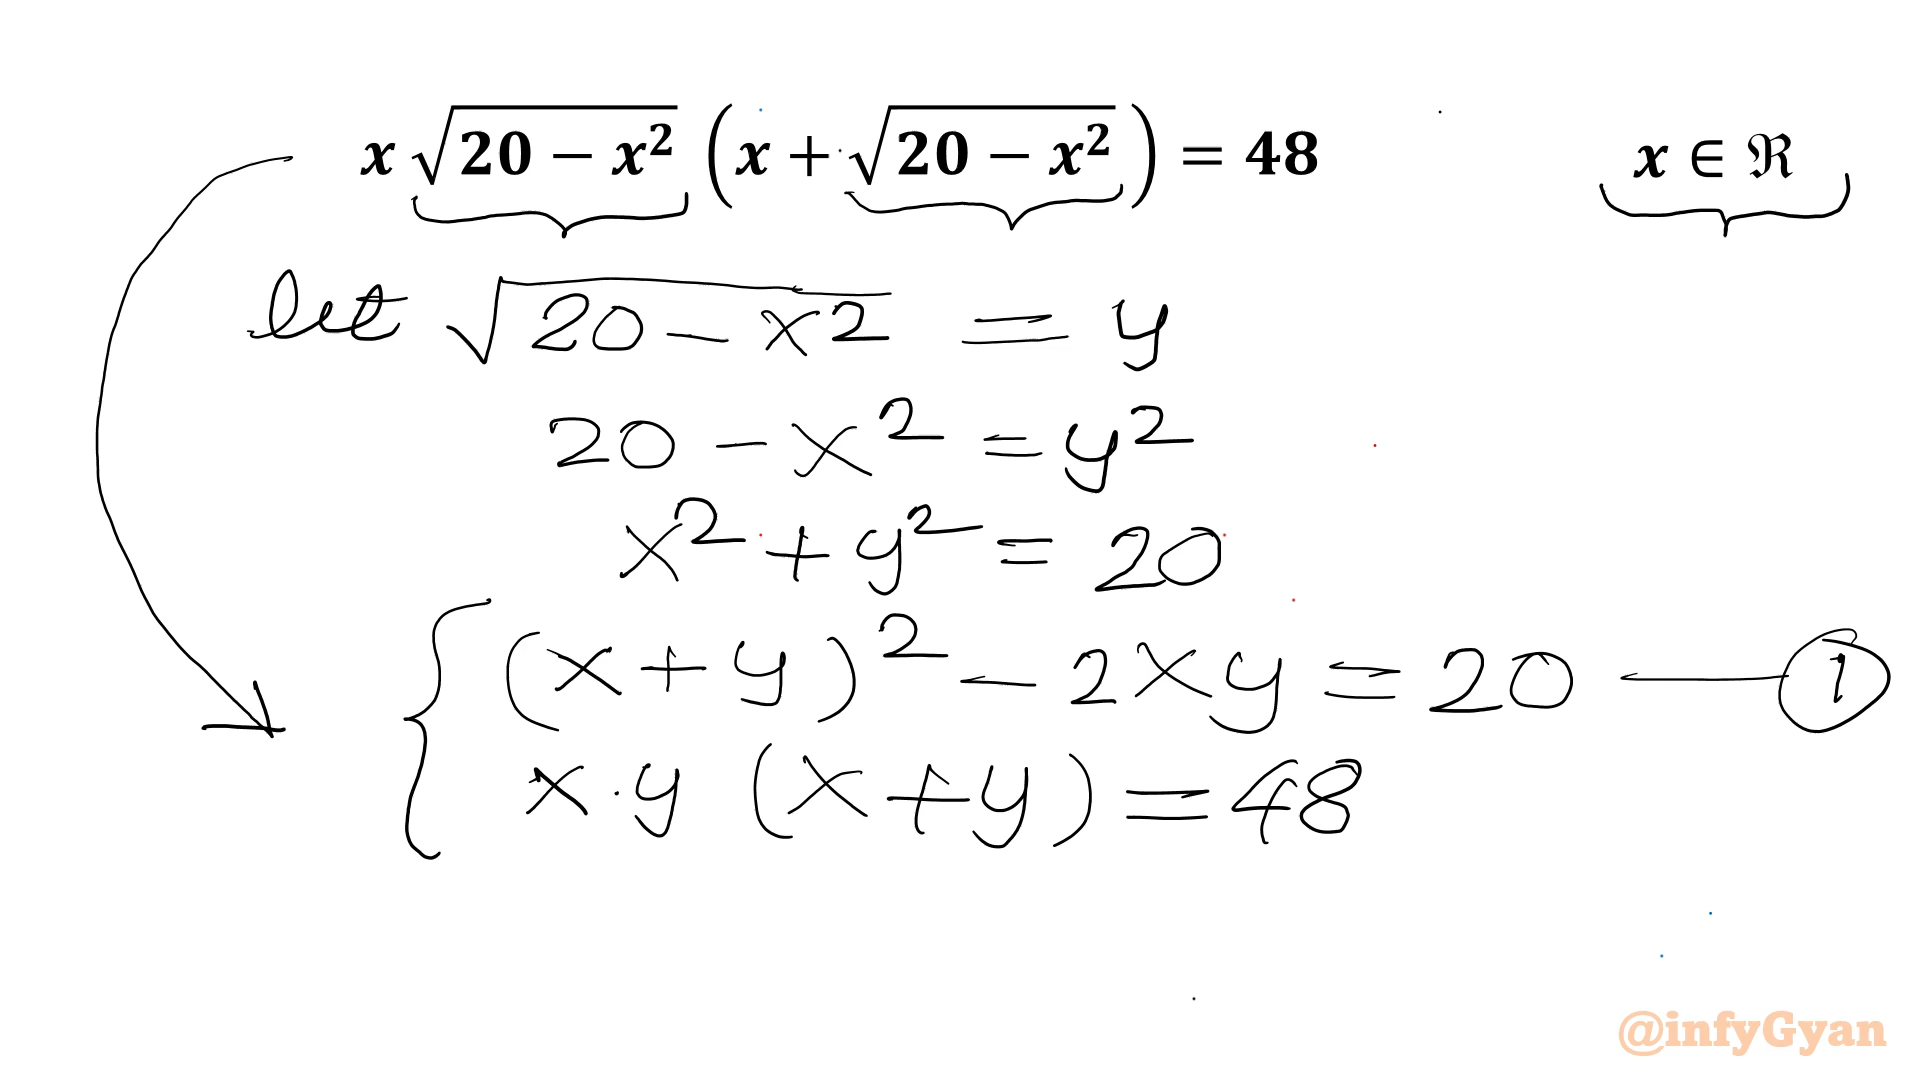 x √(20 − x²) (x + √(20 − x²)) = 48 x ∈ ℜ
let √(20 − x²) = y
20 − x² = y²
x² + y² = 20
(x + y)² − 2xy = 20 — 1
x · y (x + y) = 48
@infyGyan